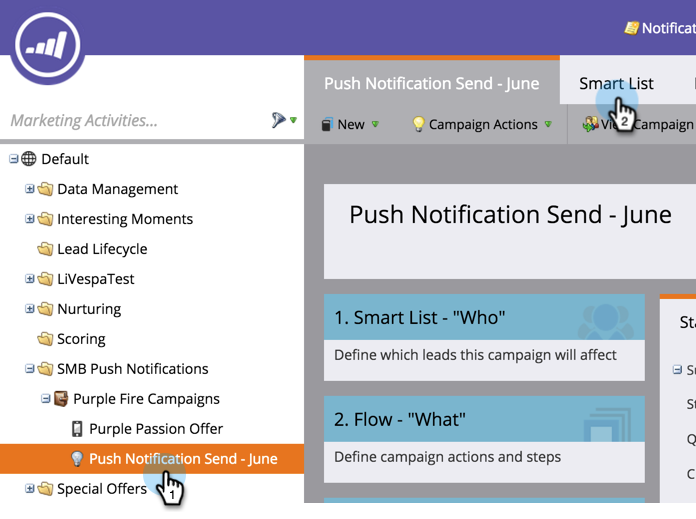 Notificat
Push Notification Send - June
Smart List
Marketing Activities...
New
Campaign Actions
Vi
Campaign
2
Default
Data Management
Interesting Moments
Lead Lifecycle
LiVespaTest
Nurturing
Scoring
SMB Push Notifications
Purple Fire Campaigns
Purple Passion Offer
Push Notification Send - June
Special Offers
1
Push Notification Send - June
1. Smart List - "Who"
Define which leads this campaign will affect
2. Flow - "What"
Define campaign actions and steps
Sta
Su
St
Q
C